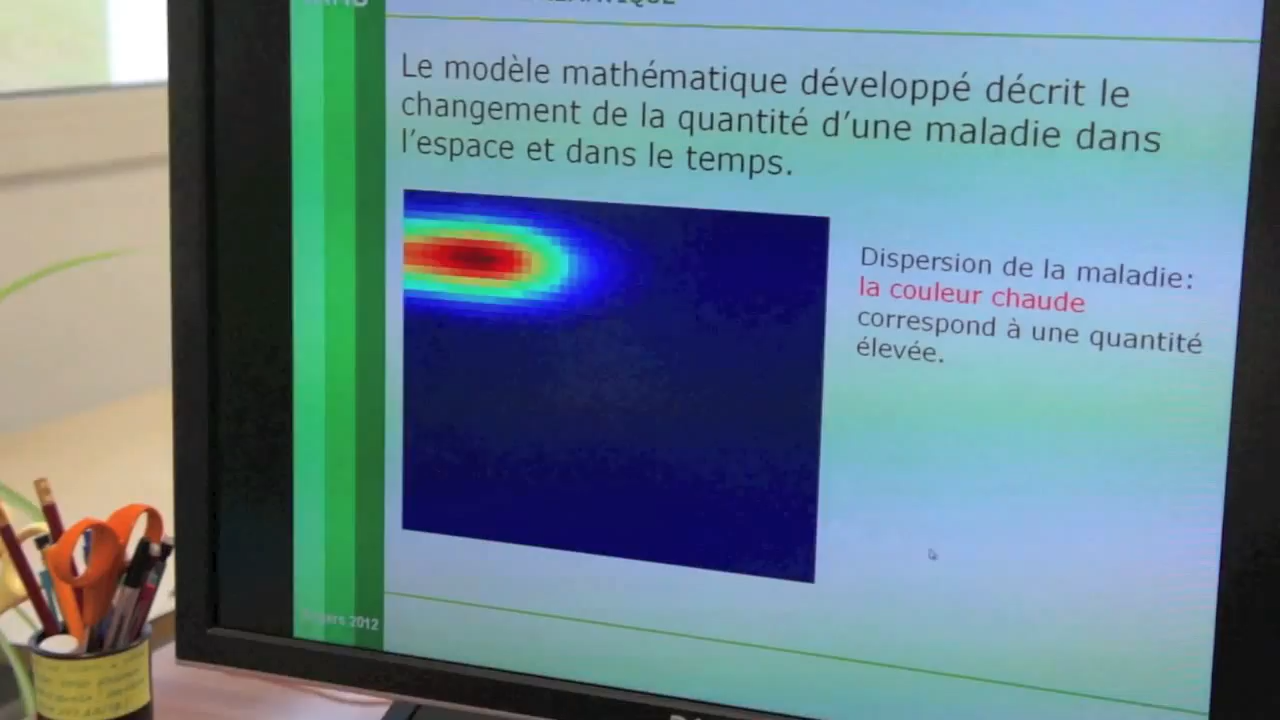 Le modèle mathématique développé décrit le
changement de la quantité d'une maladie dans
l'espace et dans le temps.
Dispersion de la maladie:
la couleur chaude
correspond à une quantité
élevée.
2012